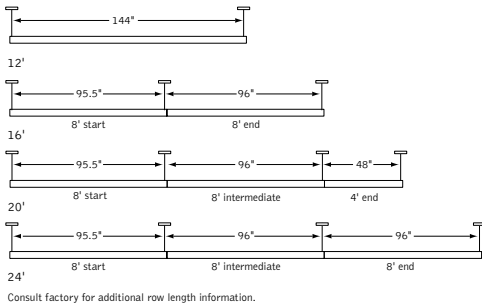 144"
12'
95.5" 96"
8' start 8' end
16'
95.5" 96" 48"
8' start 8' intermediate 4' end
20'
95.5" 96" 96"
8' start 8' intermediate 8' end
24'
Consult factory for additional row length information.